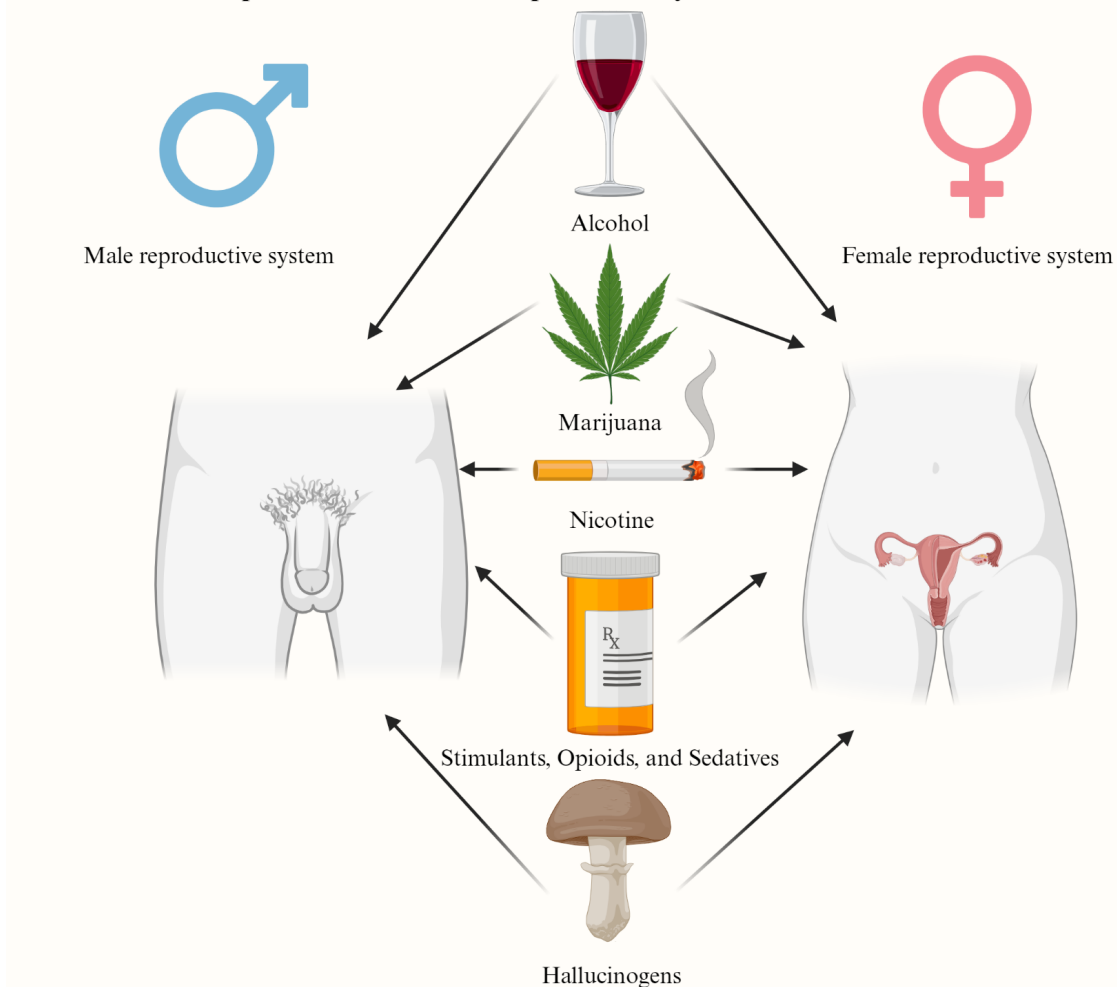 Alcohol
Male reproductive system
Female reproductive system
Marijuana
Nicotine
Rx
Stimulants, Opioids, and Sedatives
Hallucinogens